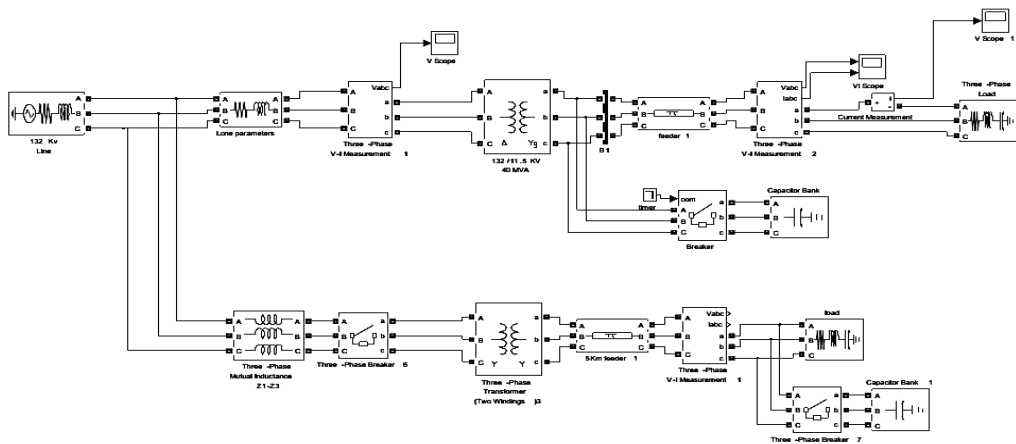 V Scope 1
V Scope
VI Scope
Three -Phase
Load
132 Kv
Line
A
B
C
A
B
C
A
B
C
Lone parameters
A
B
C
Vabc
a
b
c
Three -Phase
V-I Measurement 1
A
B
C
a
b
c
Δ
Yg
132 /11 .5 KV
40 MVA
B 1
A
B
C
A
B
C
feeder 1
A
B
C
Vabc
Iabc
a
b
c
Three -Phase
V-I Measurement 2
+
-
i
Current Measurement
A
B
C
timer
com
A
B
C
a
b
c
Breaker
Capacitor Bank
A
B
C
A
B
C
A
B
C
Three -Phase
Mutual Inductance
Z1 -Z3
A
B
C
a
b
c
Three -Phase Breaker 6
A
B
C
a
b
c
Y
Y
Three -Phase
Transformer
(Two Windings )3
A
B
C
A
B
C
5Km feeder 1
A
B
C
Vabc
Iabc
a
b
c
Three -Phase
V-I Measurement
load
A
B
C
A
B
C
a
b
c
Three -Phase Breaker 7
Capacitor Bank 1
A
B
C